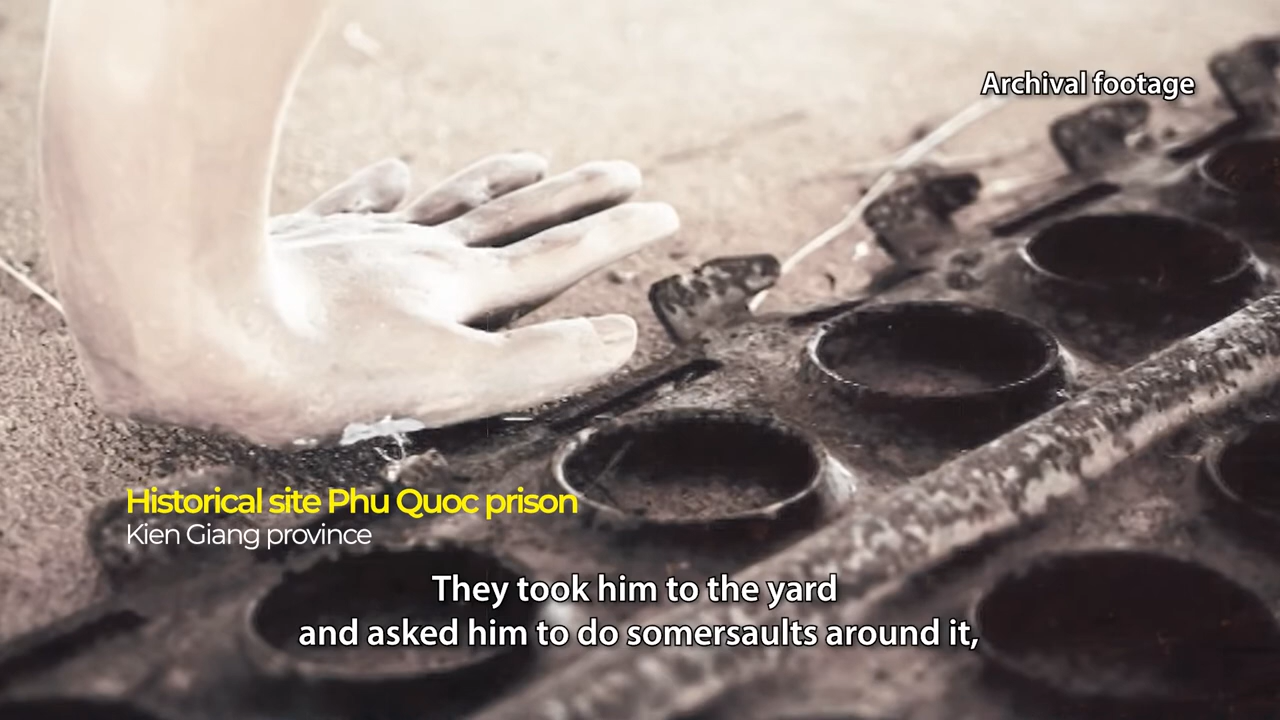 Archival footage
Historical site Phu Quoc prison
Kien Giang province
They took him to the yard
and asked him to do somersaults around it,